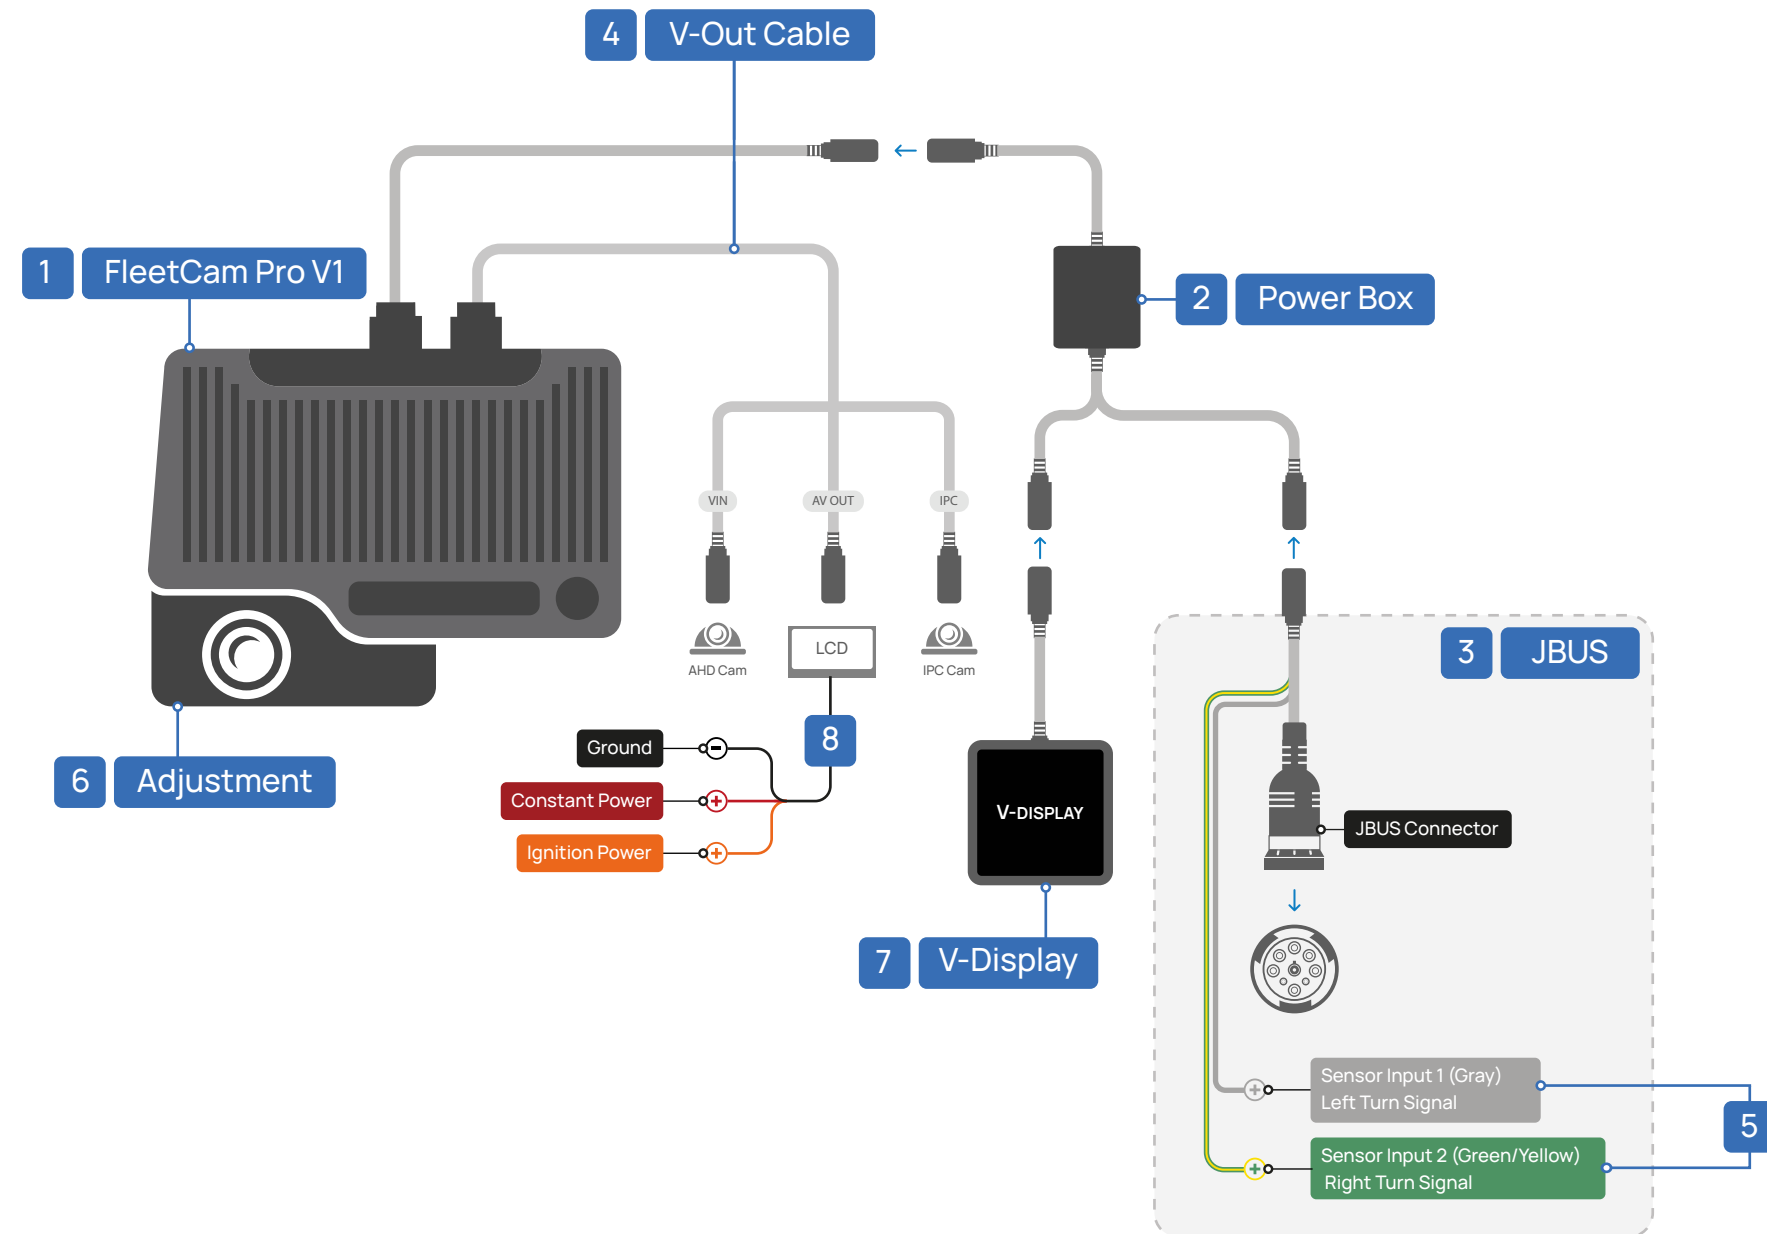 4 V-Out Cable
1 FleetCam Pro V1
2 Power Box
VIN
AV OUT
IPC
AHD Cam
LCD
IPC Cam
3 JBUS
6 Adjustment
8
Ground
Constant Power
Ignition Power
V-DISPLAY
JBUS Connector
7 V-Display
Sensor Input 1 (Gray)
Left Turn Signal
5
Sensor Input 2 (Green/Yellow)
Right Turn Signal